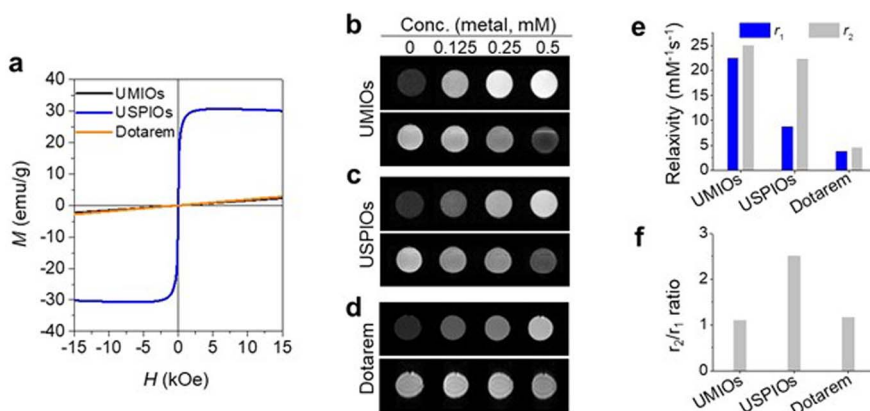 a
M (emu/g)
40
30
20
10
0
-10
-20
-30
-40
UMIOs
USPIOs
Dotarem
-15 -10 -5 0 5 10 15
H (kOe)
b
Conc. (metal, mM)
0 0.125 0.25 0.5
UMIOs
c
USPIOs
d
Dotarem
e
r₁ r₂
Relaxivity (mM⁻¹s⁻¹)
25
20
15
10
5
0
UMIOs USPIOs Dotarem
f
r₂/r₁ ratio
3
2
1
0
UMIOs USPIOs Dotarem